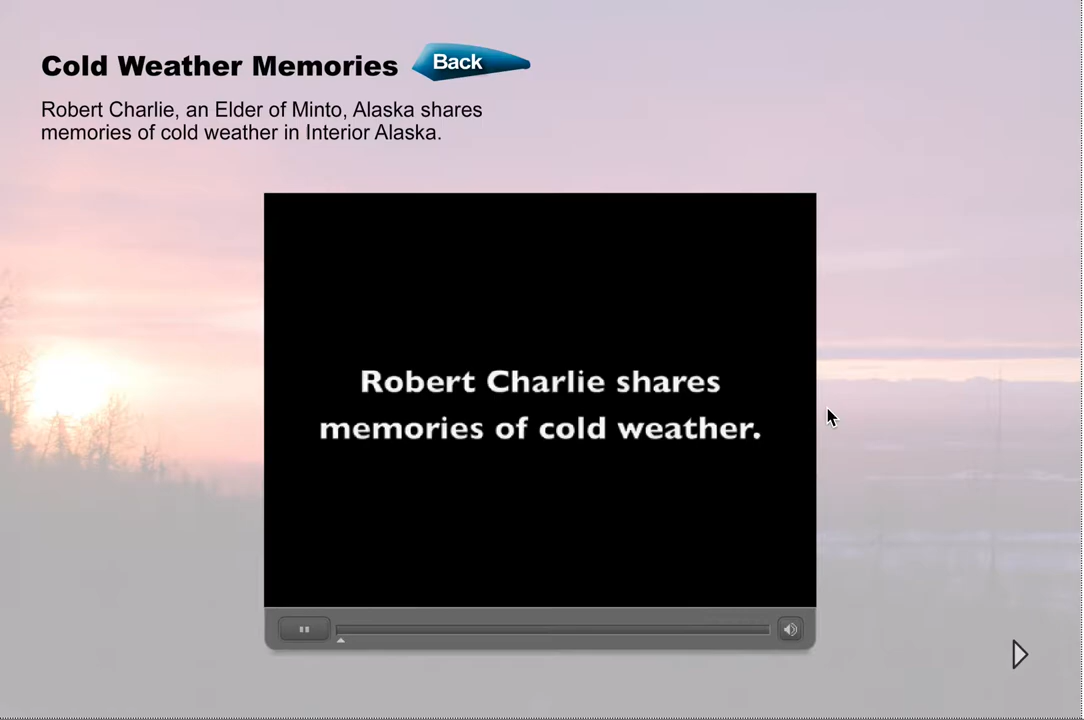 Cold Weather Memories
Back
Robert Charlie, an Elder of Minto, Alaska shares
memories of cold weather in Interior Alaska.
Robert Charlie shares
memories of cold weather.